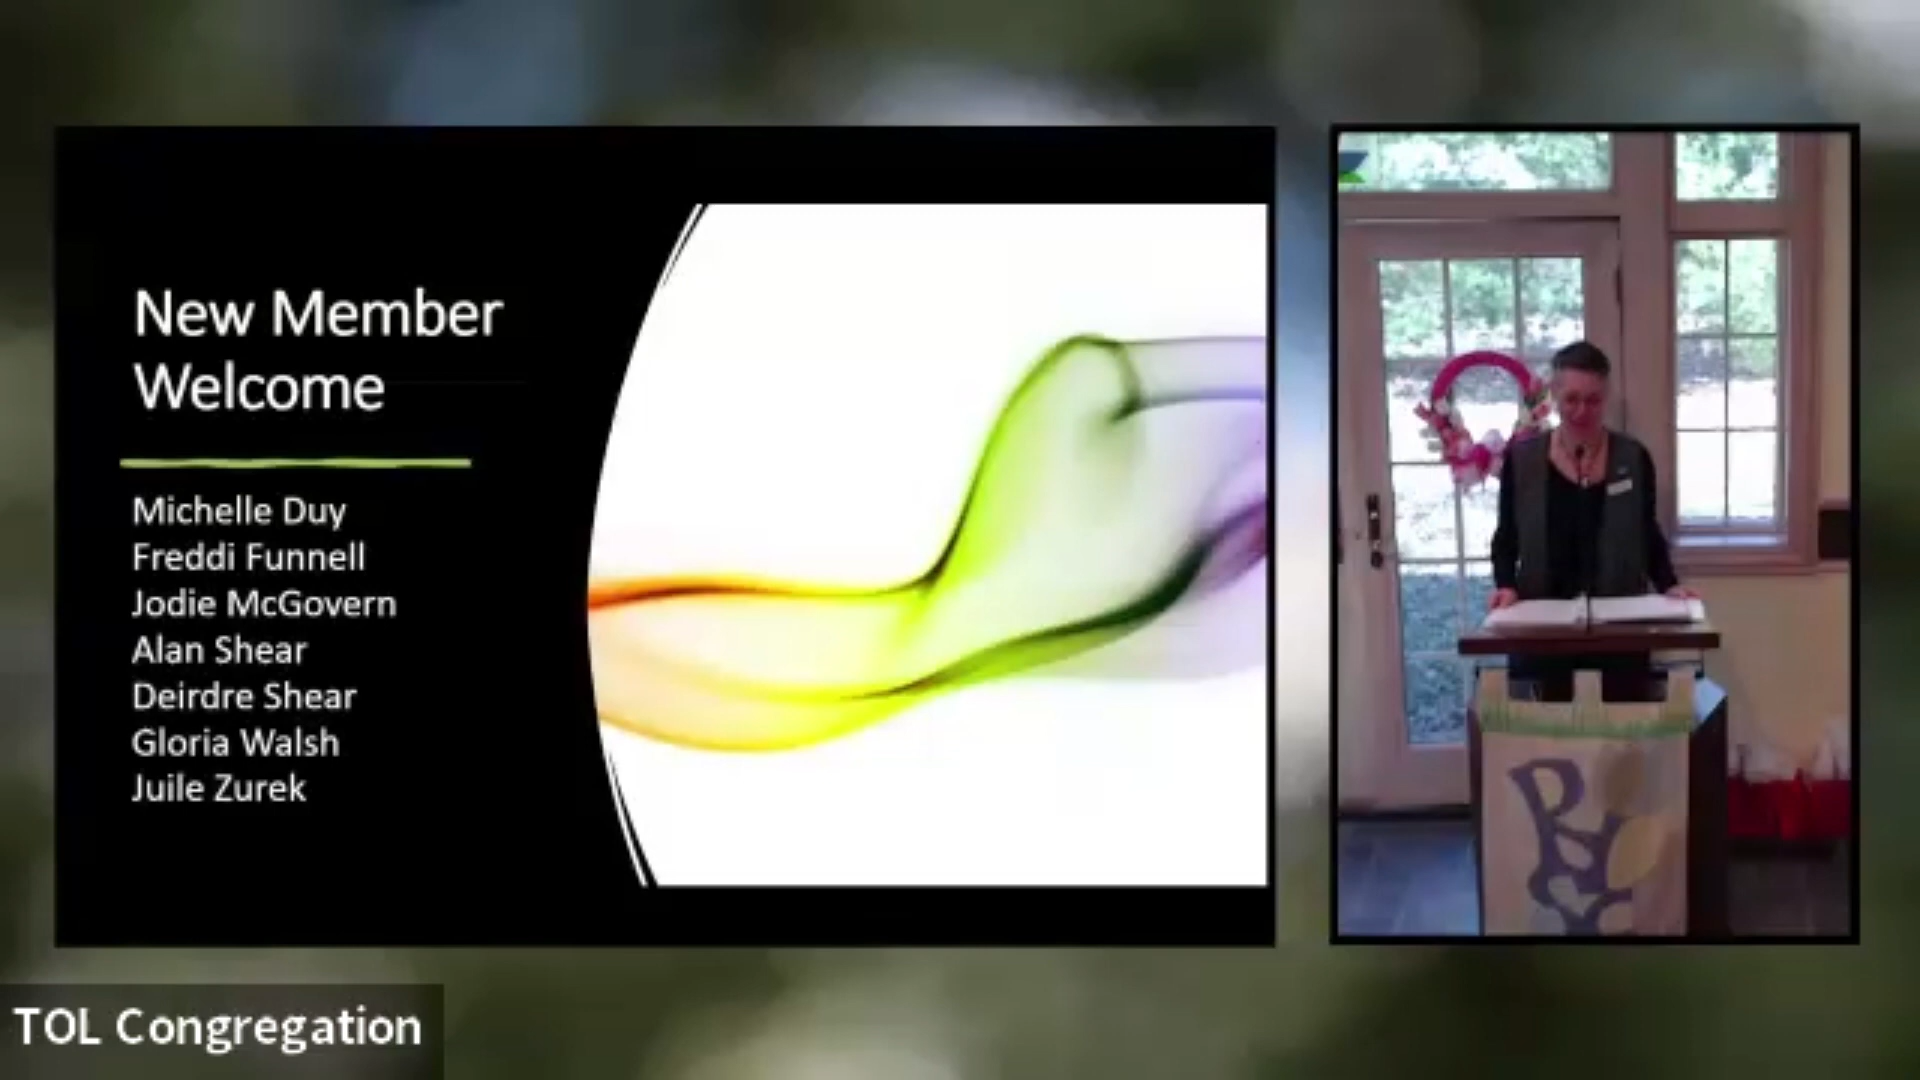 New Member
Welcome
Michelle Duy
Freddi Funnell
Jodie McGovern
Alan Shear
Deirdre Shear
Gloria Walsh
Juile Zurek
TOL Congregation